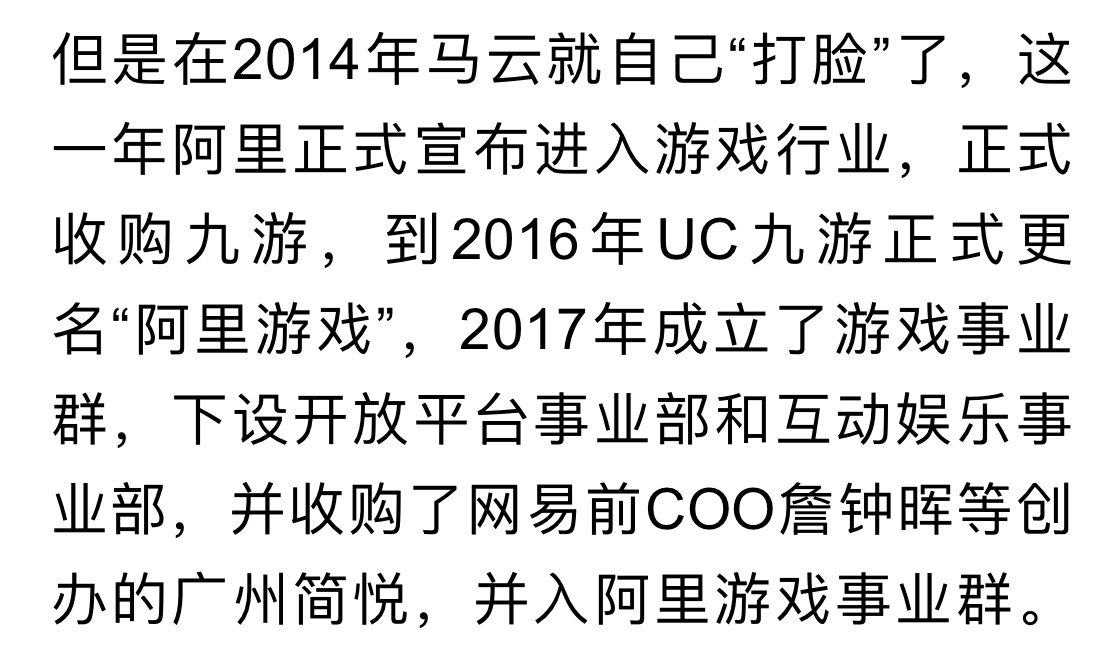 但是在2014年马云就自己“打脸”了，这
一年阿里正式宣布进入游戏行业，正式
收购九游，到2016年UC九游正式更
名“阿里游戏”，2017年成立了游戏事业
群，下设开放平台事业部和互动娱乐事
业部，并收购了网易前COO詹钟晖等创
办的广州简悦，并入阿里游戏事业群。